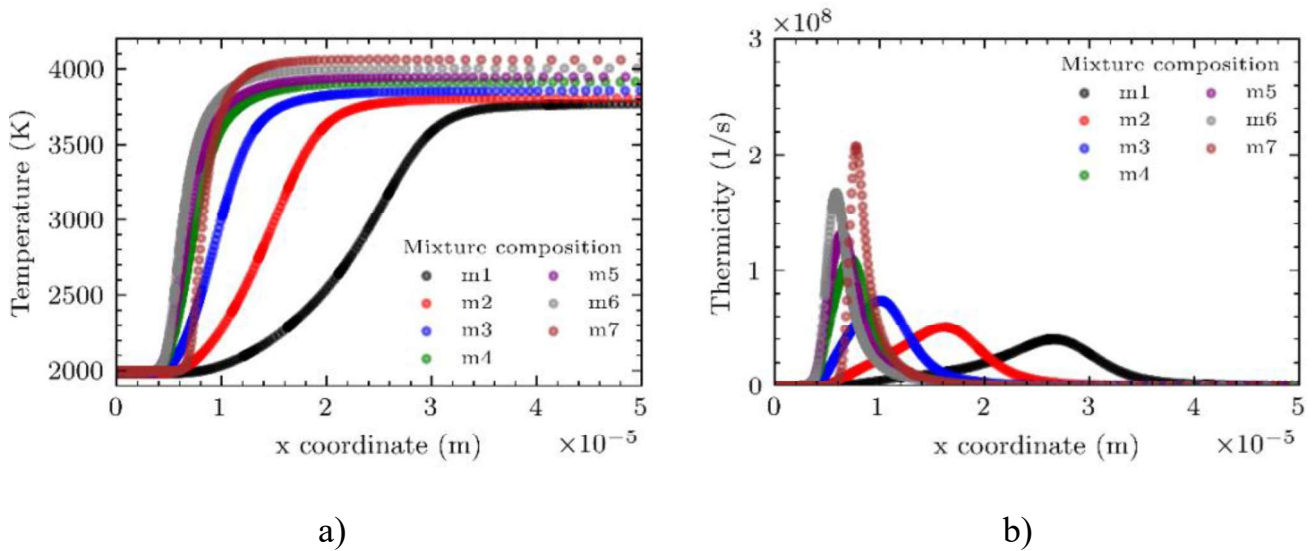 4000
3500
3000
2500
2000
Temperature (K)
Mixture composition
m1 m5
m2 m6
m3 m7
m4
0 1 2 3 4 5
x coordinate (m) ×10⁻⁵
a)
×10⁸
3
2
1
0
Thermicity (1/s)
Mixture composition
m1 m5
m2 m6
m3 m7
m4
0 1 2 3 4 5
x coordinate (m) ×10⁻⁵
b)